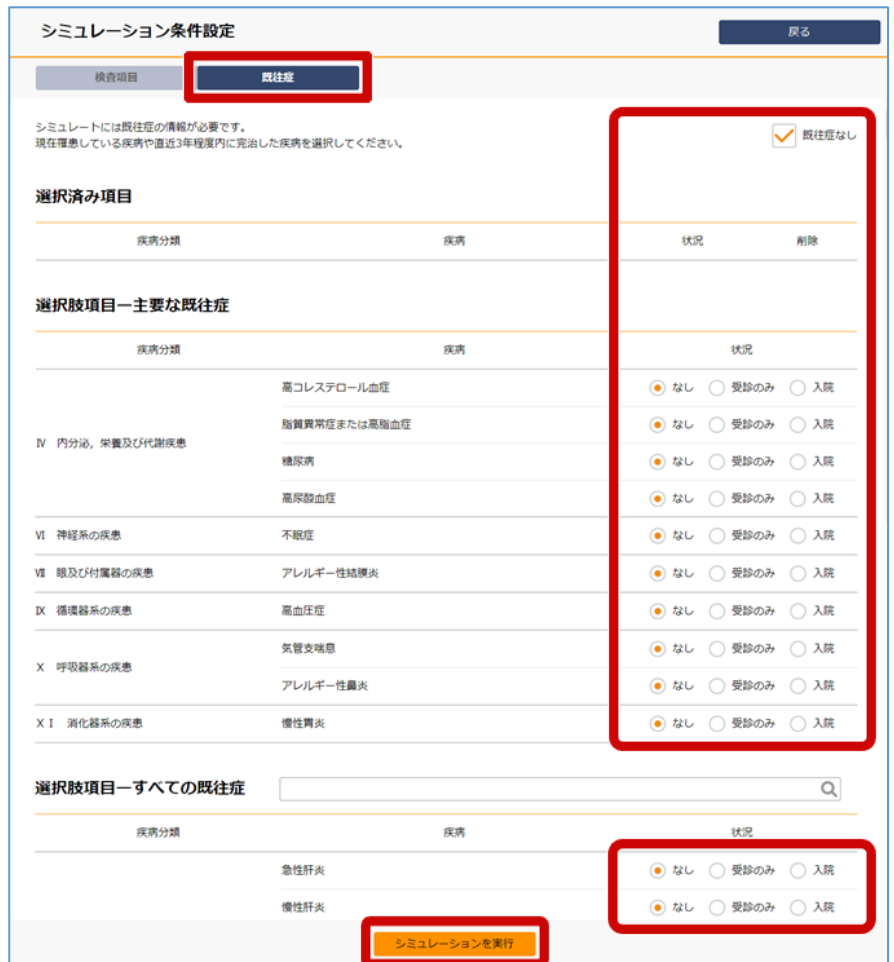 シミュレーション条件設定 戻る
検査項目 既往症
シミュレートには既往症の情報が必要です。
現在罹患している疾病や直近3年程度内に完治した疾病を選択してください。
既往症なし
選択済み項目
疾病分類 疾病 状況 削除
選択肢項目ー主要な既往症
疾病分類 疾病 状況
高コレステロール血症 なし 受診のみ 入院
脂質異常症または高脂血症 なし 受診のみ 入院
Ⅳ 内分泌，栄養及び代謝疾患
糖尿病 なし 受診のみ 入院
高尿酸血症 なし 受診のみ 入院
Ⅵ 神経系の疾患 不眠症 なし 受診のみ 入院
Ⅶ 眼及び付属器の疾患 アレルギー性結膜炎 なし 受診のみ 入院
Ⅸ 循環器系の疾患 高血圧症 なし 受診のみ 入院
気管支喘息 なし 受診のみ 入院
Ⅹ 呼吸器系の疾患
アレルギー性鼻炎 なし 受診のみ 入院
ⅩⅠ 消化器系の疾患 慢性胃炎 なし 受診のみ 入院
選択肢項目ーすべての既往症
疾病分類 疾病 状況
急性肝炎 なし 受診のみ 入院
慢性肝炎 なし 受診のみ 入院
シミュレーションを実行